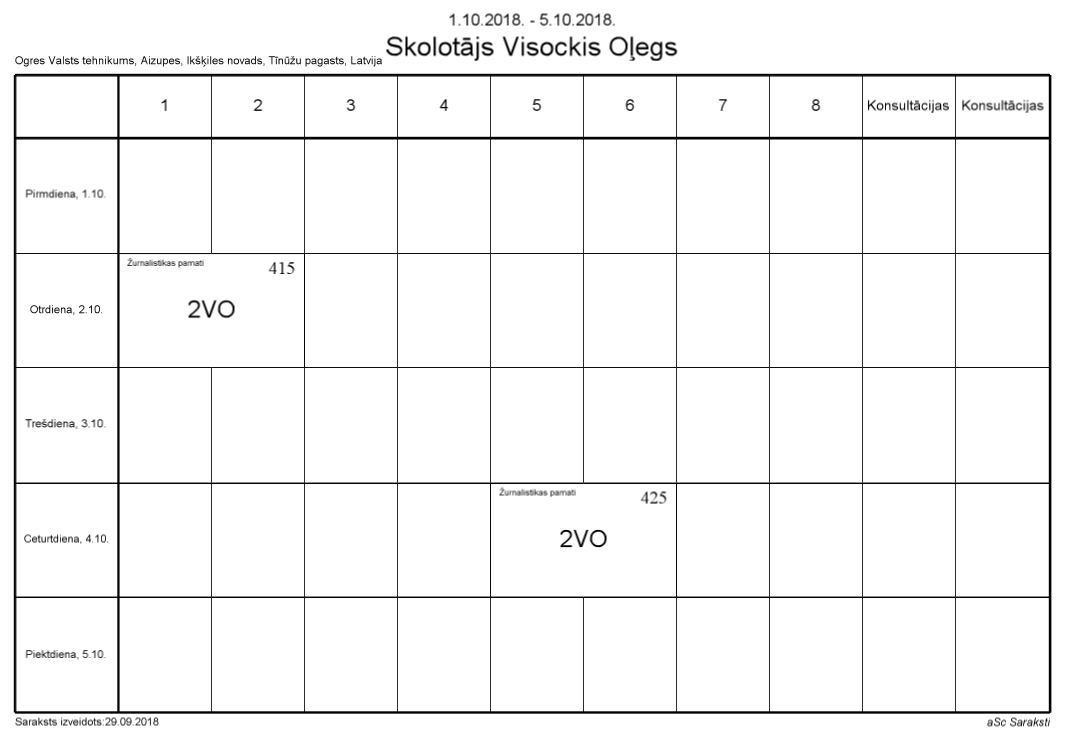 1.10.2018. - 5.10.2018.
Skolotājs Visockis Oļegs
Ogres Valsts tehnikums, Aizupes, Ikšķiles novads, Tīnūžu pagasts, Latvija
1 2 3 4 5 6 7 8 Konsultācijas Konsultācijas
Pirmdiena, 1.10.
Žurnalistikas pamati 415
Otrdiena, 2.10. 2VO
Trešdiena, 3.10.
Žurnalistikas pamati 425
Ceturtdiena, 4.10. 2VO
Piektdiena, 5.10.
Saraksts izveidots:29.09.2018 aSc Saraksti